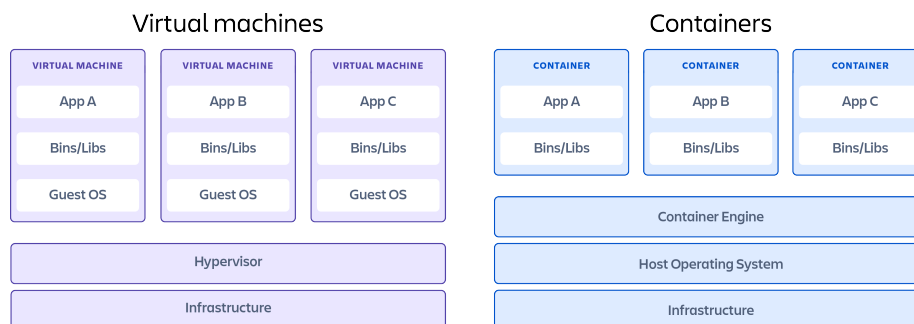 Virtual machines
VIRTUAL MACHINE
App A
Bins/Libs
Guest OS
VIRTUAL MACHINE
App B
Bins/Libs
Guest OS
VIRTUAL MACHINE
App C
Bins/Libs
Guest OS
Hypervisor
Infrastructure
Containers
CONTAINER
App A
Bins/Libs
CONTAINER
App B
Bins/Libs
CONTAINER
App C
Bins/Libs
Container Engine
Host Operating System
Infrastructure